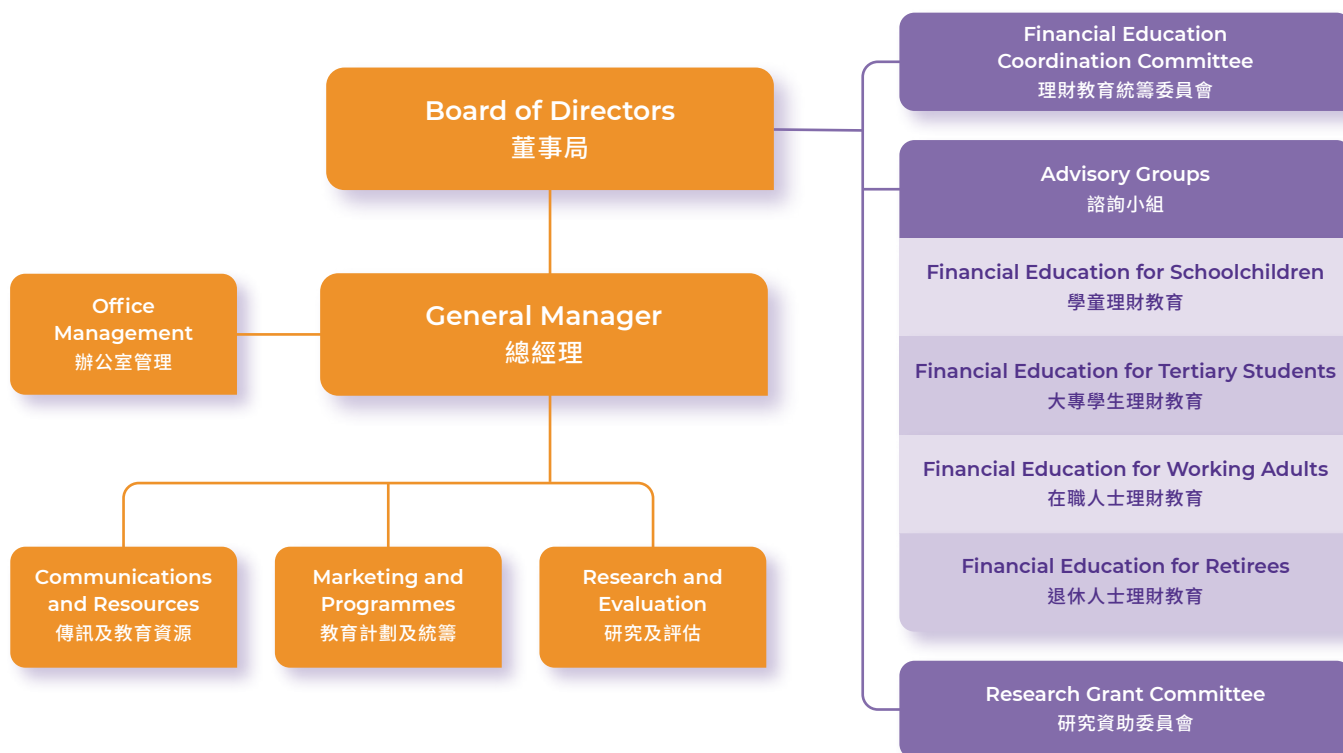 Board of Directors
董事局
General Manager
總經理
Office
Management
辦公室管理
Communications
and Resources
傳訊及教育資源
Marketing and
Programmes
教育計劃及統籌
Research and
Evaluation
研究及評估
Financial Education
Coordination Committee
理財教育統籌委員會
Advisory Groups
諮詢小組
Financial Education for Schoolchildren
學童理財教育
Financial Education for Tertiary Students
大專學生理財教育
Financial Education for Working Adults
在職人士理財教育
Financial Education for Retirees
退休人士理財教育
Research Grant Committee
研究資助委員會